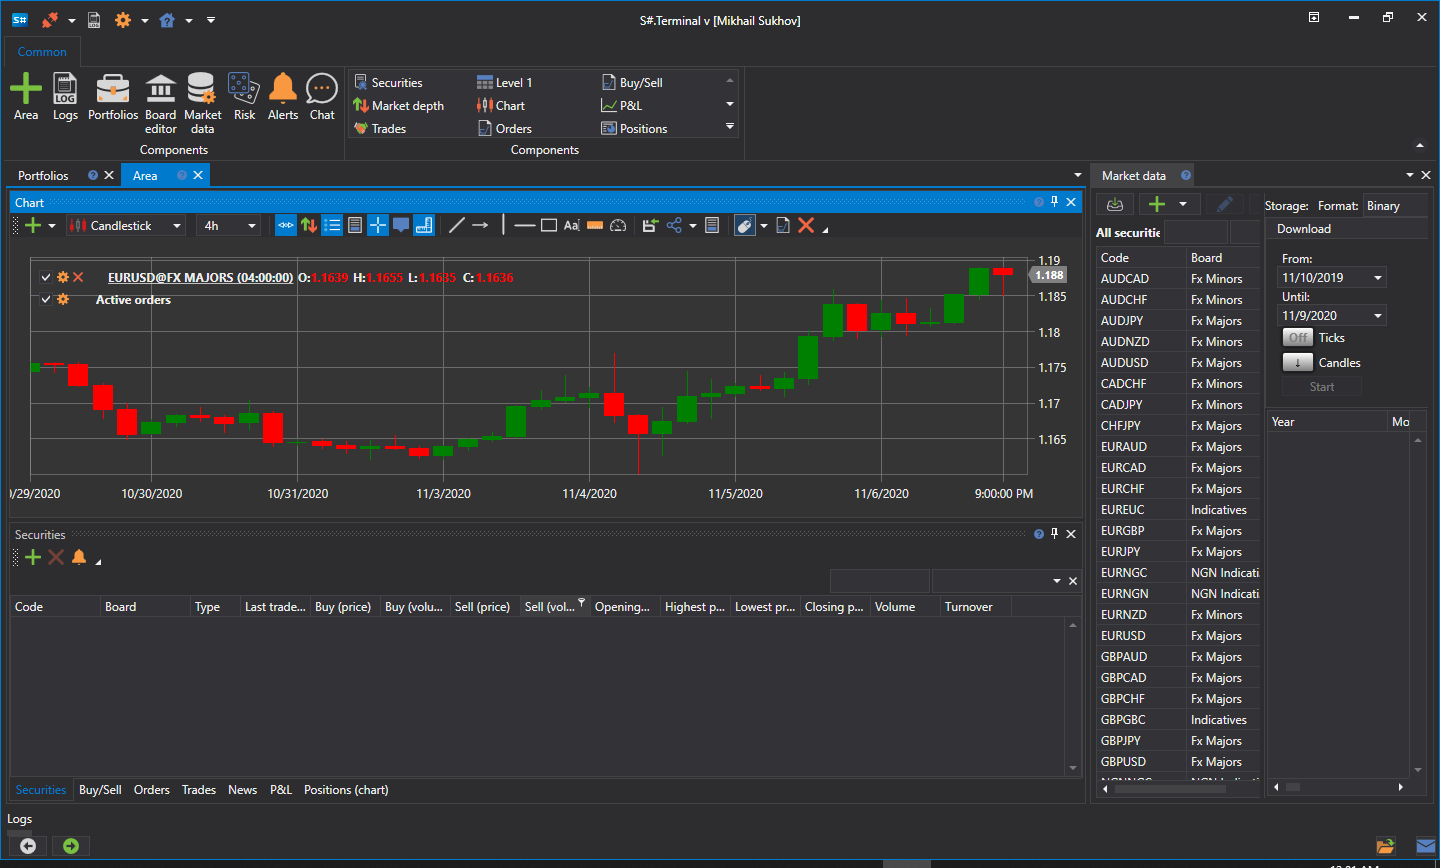 S#
S#.Terminal v [Mikhail Sukhov]
Common
Area
LOG
Logs
Portfolios
Board
editor
Market
data
Risk
Alerts
Chat
Components
Securities
Level 1
Buy/Sell
Market depth
Chart
P&L
Trades
Orders
Positions
Components
Portfolios
Area
Market data
Chart
Candlestick
4h
Storage: Format: Binary
Download
EURUSD@FX MAJORS (04:00:00) O:1.1639 H:1.1655 L:1.1635 C:1.1636
Active orders
1.19
1.188
1.185
1.18
1.175
1.17
1.165
0/29/2020
10/30/2020
10/31/2020
11/3/2020
11/4/2020
11/5/2020
11/6/2020
9:00:00 PM
All securitie
Code Board
AUDCAD Fx Minors
AUDCHF Fx Minors
AUDJPY Fx Majors
AUDNZD Fx Minors
AUDUSD Fx Majors
CADCHF Fx Minors
CADJPY Fx Minors
CHFJPY Fx Majors
EURAUD Fx Majors
EURCAD Fx Majors
EURCHF Fx Majors
EUREUC Indicatives
EURGBP Fx Majors
EURJPY Fx Majors
EURNGC NGN Indicati
EURNGN NGN Indicati
EURNZD Fx Minors
EURUSD Fx Majors
GBPAUD Fx Majors
GBPCAD Fx Majors
GBPCHF Fx Majors
GBPGBC Indicatives
GBPJPY Fx Majors
GBPUSD Fx Majors
From:
11/10/2019
Until:
11/9/2020
Off Ticks
Candles
Start
Year Mo
Securities
Code Board Type Last trade... Buy (price) Buy (volu... Sell (price) Sell (vol... Opening... Highest p... Lowest pr... Closing p... Volume Turnover
Securities Buy/Sell Orders Trades News P&L Positions (chart)
Logs